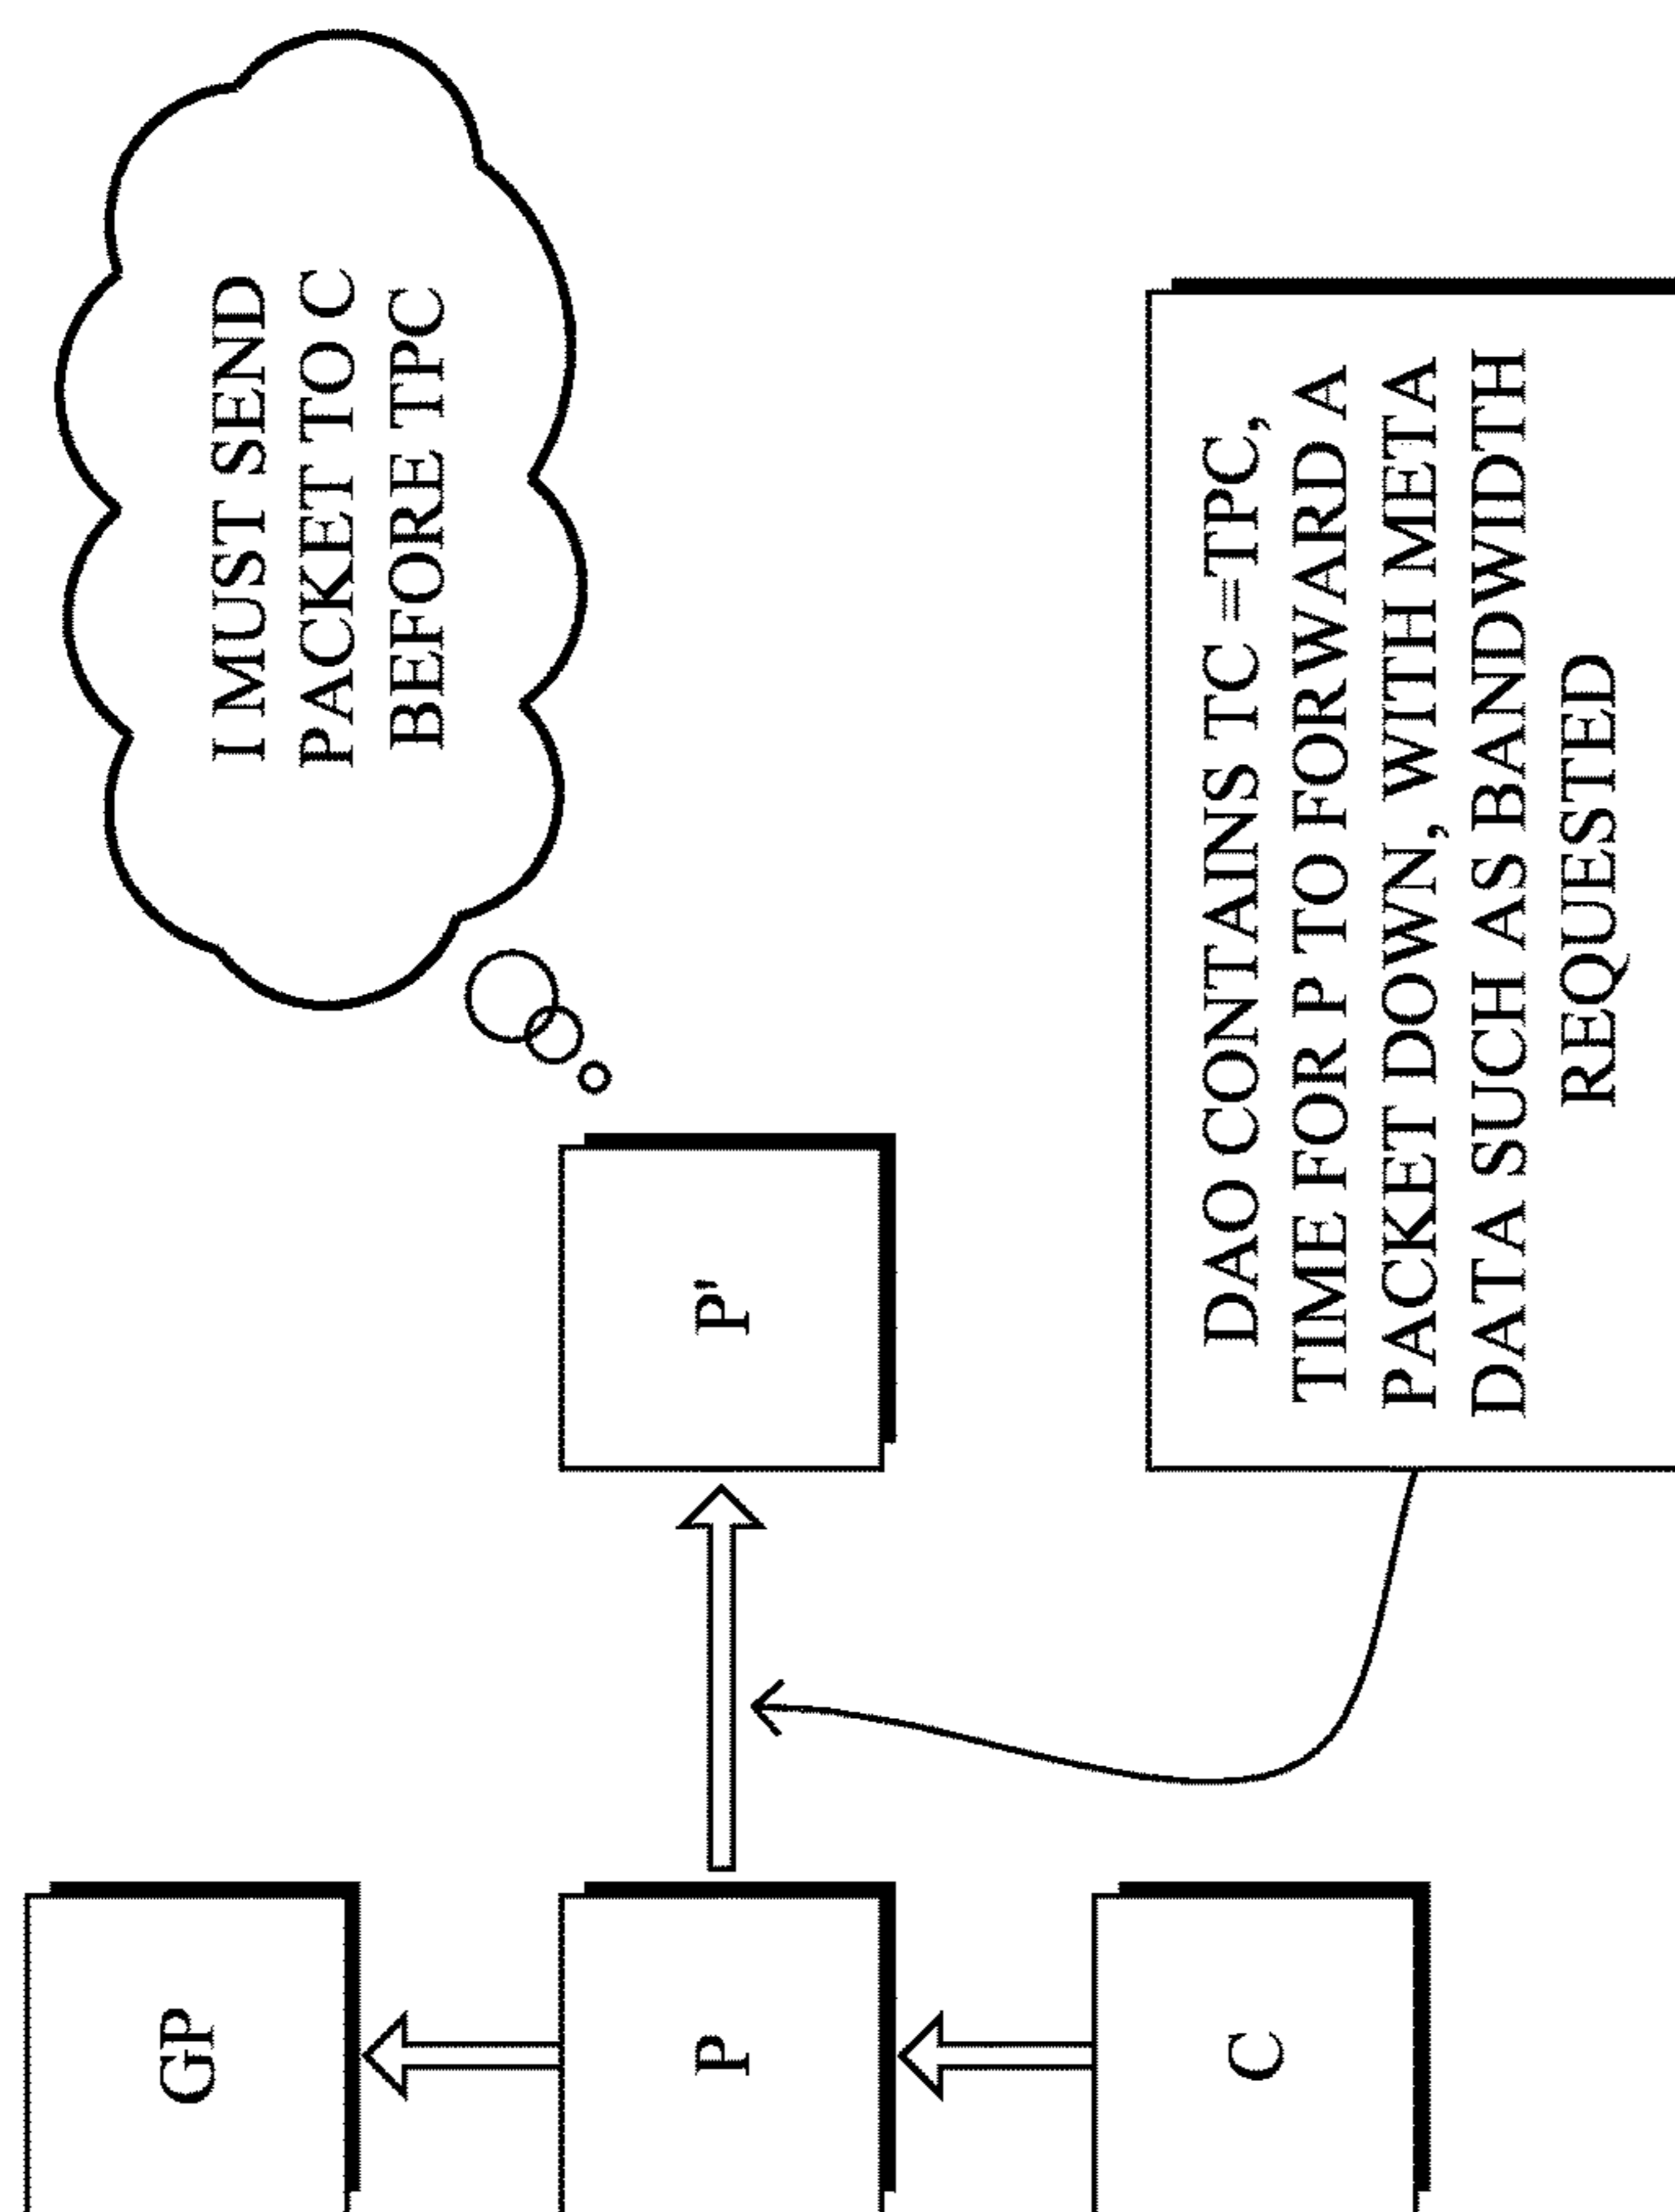 GP
P
C
P'
I MUST SEND
PACKET TO C
BEFORE TPC
DAO CONTAINS TC =TPC,
TIME FOR P TO FORWARD A
PACKET DOWN, WITH META
DATA SUCH AS BANDWIDTH
REQUESTED